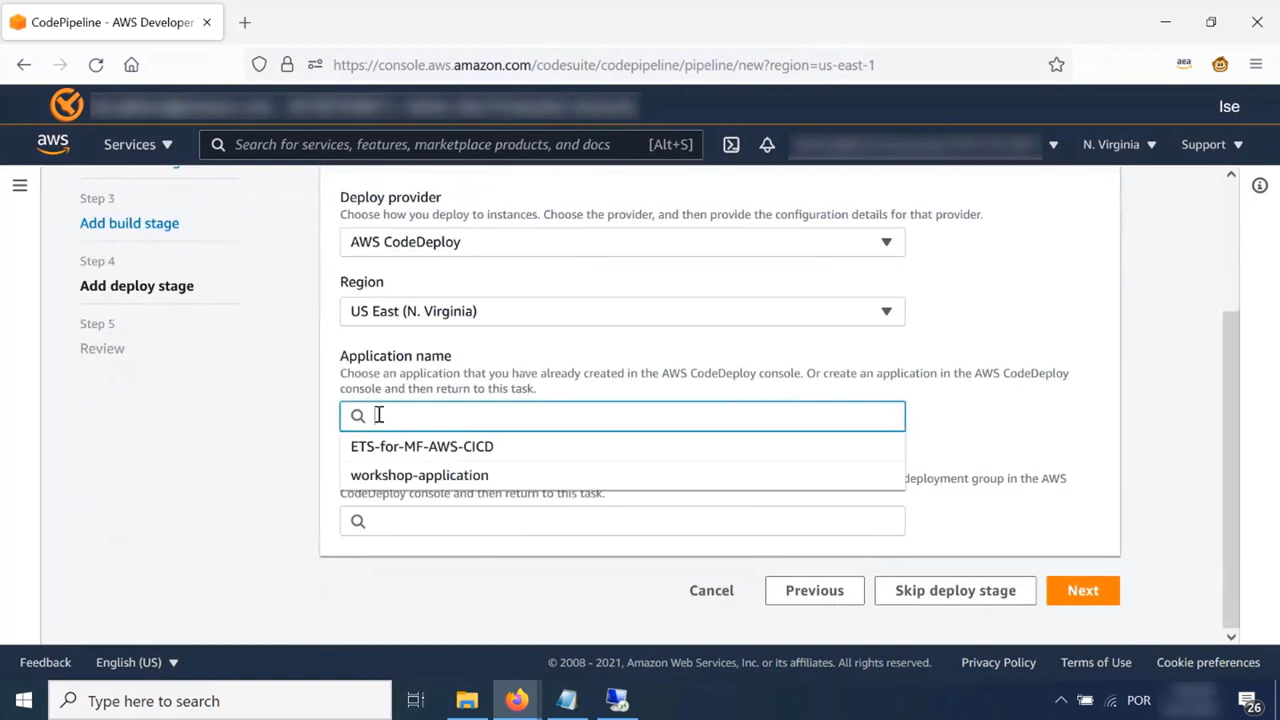 CodePipeline - AWS Developer
https://console.aws.amazon.com/codesuite/codepipeline/pipeline/new?region=us-east-1
aea
Ise
aws
Services
Search for services, features, marketplace products, and docs [Alt+S]
N. Virginia
Support
Step 3
Add build stage
Step 4
Add deploy stage
Step 5
Review
Deploy provider
Choose how you deploy to instances. Choose the provider, and then provide the configuration details for that provider.
AWS CodeDeploy
Region
US East (N. Virginia)
Application name
Choose an application that you have already created in the AWS CodeDeploy console. Or create an application in the AWS CodeDeploy
console and then return to this task.
ETS-for-MF-AWS-CICD
workshop-application
deployment group in the AWS
CodeDeploy console and then return to this task.
Cancel
Previous
Skip deploy stage
Next
Feedback
English (US)
© 2008 - 2021, Amazon Web Services, Inc. or its affiliates. All rights reserved.
Privacy Policy
Terms of Use
Cookie preferences
Type here to search
POR
26